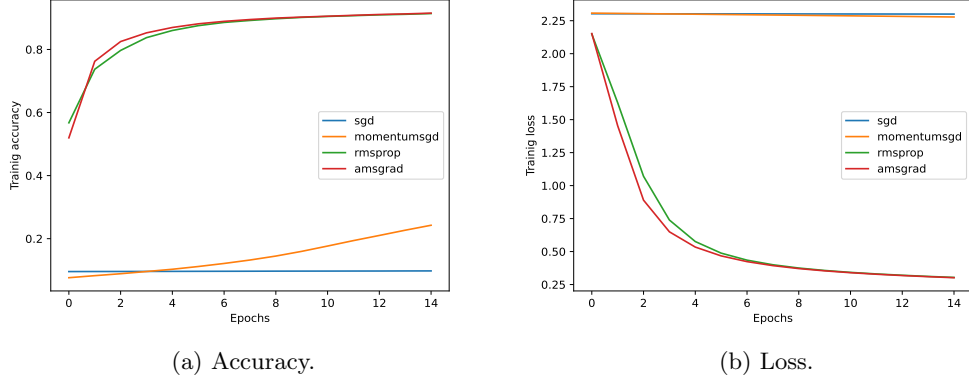 0.8
0.6
0.4
0.2
Trainig accuracy
sgd
momentumsgd
rmsprop
amsgrad
0 2 4 6 8 10 12 14
Epochs
(a) Accuracy.
2.25
2.00
1.75
1.50
1.25
1.00
0.75
0.50
0.25
Trainig loss
sgd
momentumsgd
rmsprop
amsgrad
0 2 4 6 8 10 12 14
Epochs
(b) Loss.